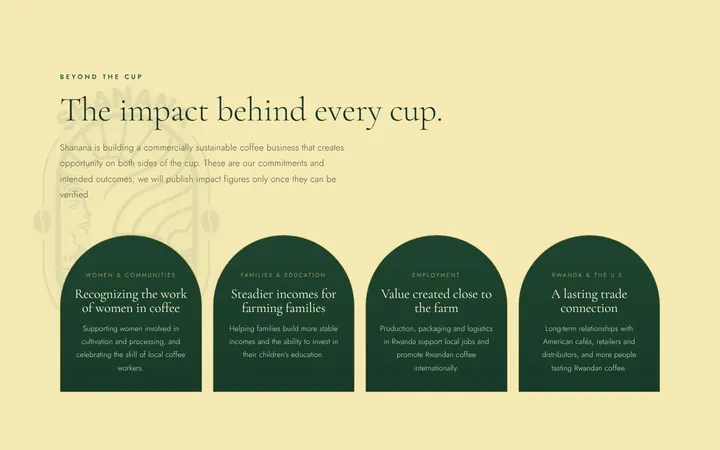 BEYOND THE CUP
SHANANA
The impact behind every cup.
Shanana is building a commercially sustainable coffee business that creates
opportunity on both sides of the cup. These are our commitments and
intended outcomes; we will publish impact figures only once they can be
verified.
WOMEN & COMMUNITIES
Recognizing the work
of women in coffee
Supporting women involved in
cultivation and processing, and
celebrating the skill of local coffee
workers.
FAMILIES & EDUCATION
Steadier incomes for
farming families
Helping families build more stable
incomes and the ability to invest in
their children's education.
EMPLOYMENT
Value created close to
the farm
Production, packaging and logistics
in Rwanda support local jobs and
promote Rwandan coffee
internationally.
RWANDA & THE U.S.
A lasting trade
connection
Long-term relationships with
American cafés, retailers and
distributors, and more people
tasting Rwandan coffee.